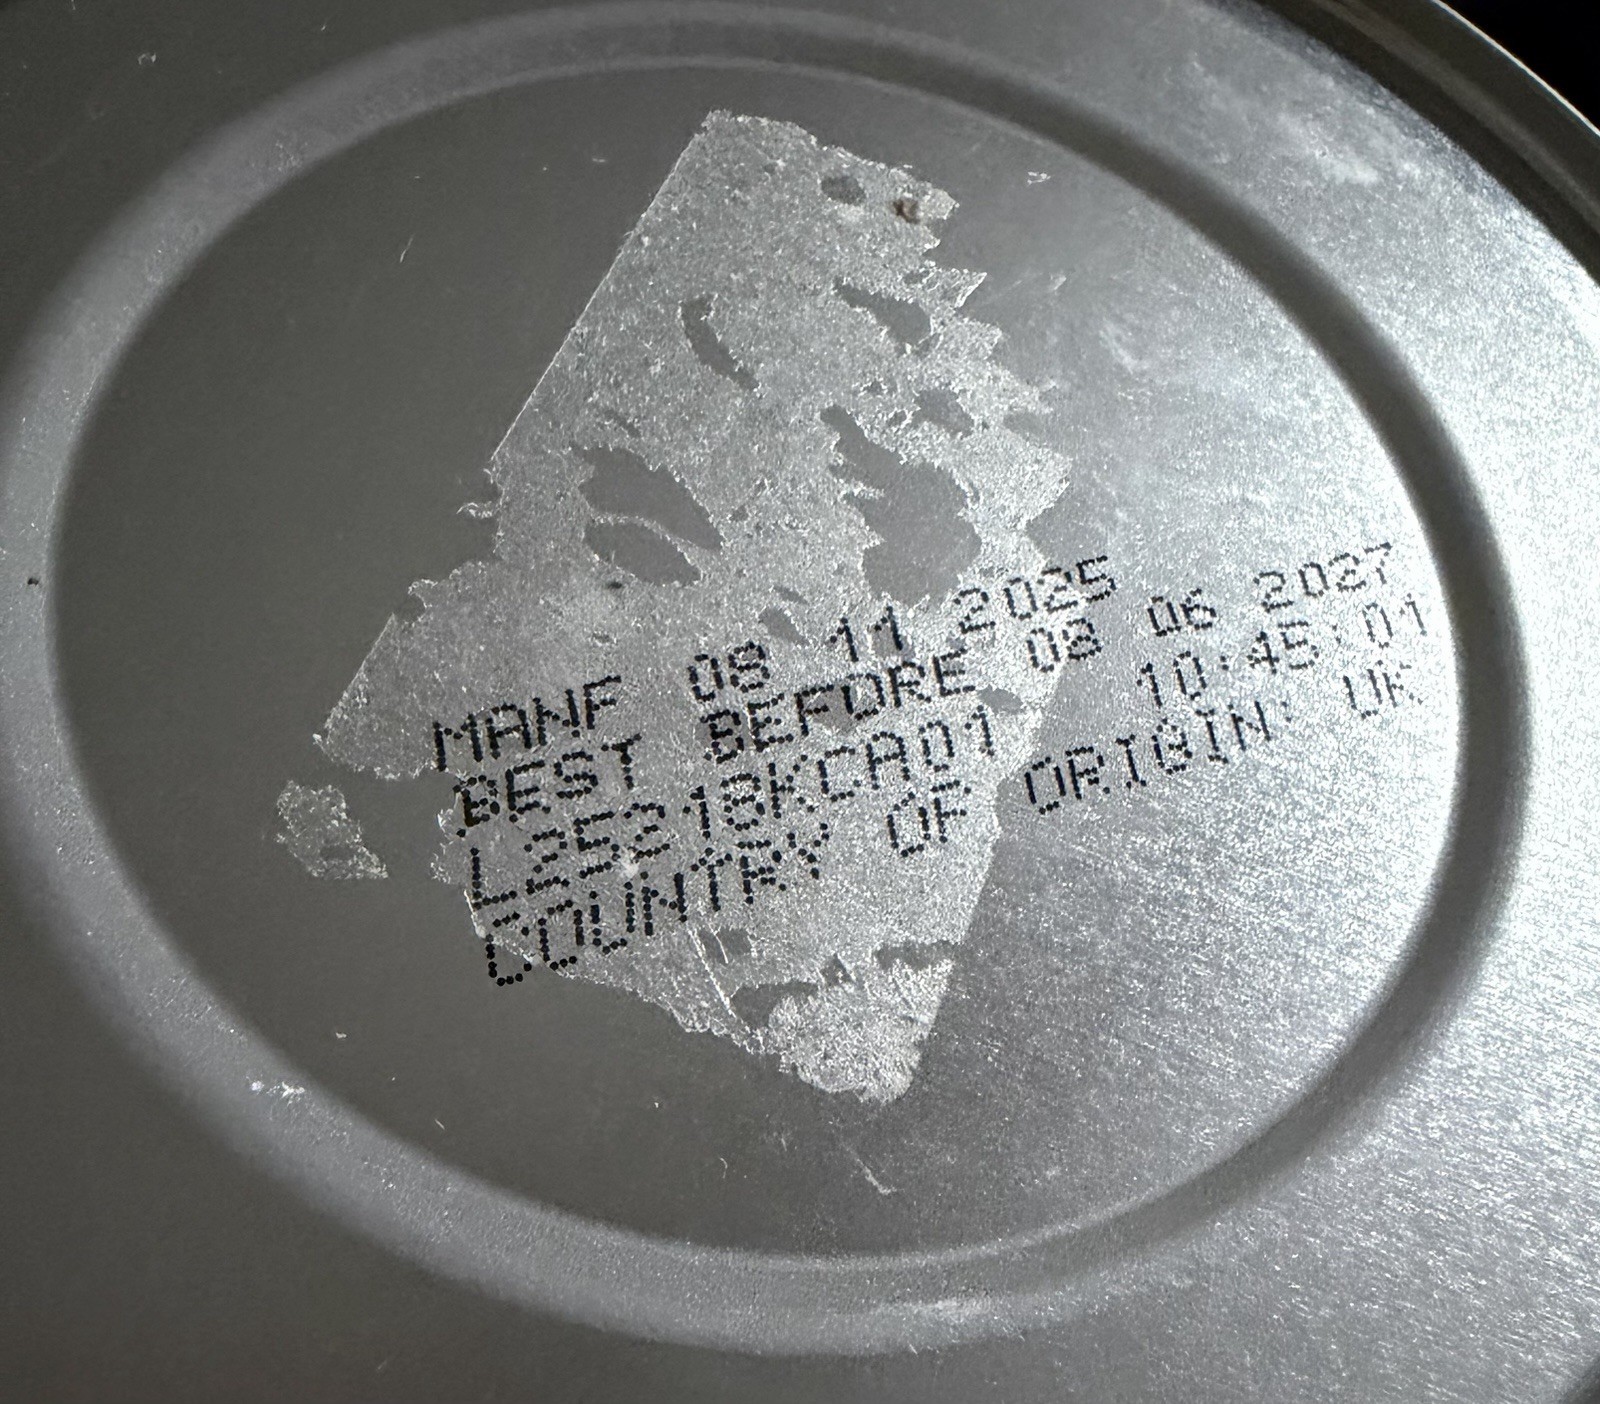 MANF 08 11 2025
BEST BEFORE 08 06 2027
L25218KCA01 10:45:01
COUNTRY OF ORIGIN: UK